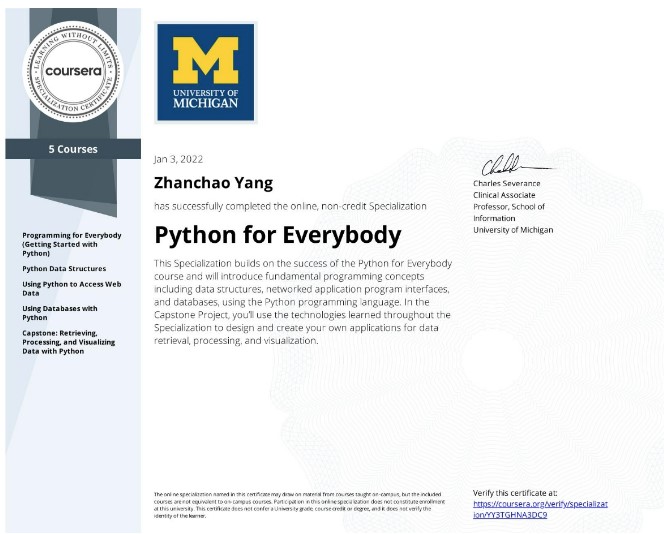 LEARNING WITHOUT LIMITS
coursera
SPECIALIZATION CERTIFICATE
5 Courses
Programming for Everybody
(Getting Started with
Python)
Python Data Structures
Using Python to Access Web
Data
Using Databases with
Python
Capstone: Retrieving,
Processing, and Visualizing
Data with Python
M
UNIVERSITY OF
MICHIGAN
Jan 3, 2022
Zhanchao Yang
has successfully completed the online, non-credit Specialization
Python for Everybody
This Specialization builds on the success of the Python for Everybody
course and will introduce fundamental programming concepts
including data structures, networked application program interfaces,
and databases, using the Python programming language. In the
Capstone Project, you'll use the technologies learned throughout the
Specialization to design and create your own applications for data
retrieval, processing, and visualization.
Charles Severance
Clinical Associate
Professor, School of
Information
University of Michigan
The online specialization named in this certificate may draw on material from courses taught on-campus, but the included
courses are not equivalent to on-campus courses. Participation in this online specialization does not constitute enrollment
at this university. This certificate does not confer a University grade, course credit or degree, and it does not verify the
identity of the learner.
Verify this certificate at:
https://coursera.org/verify/specializat
ion/YY3TGHNA3DC9